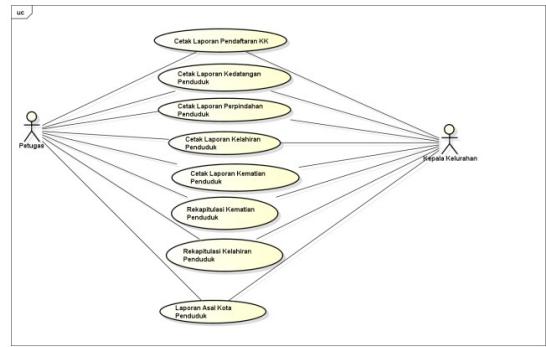 uc
Cetak Laporan Pendaftaran KK
Cetak Laporan Kedatangan
Penduduk
Cetak Laporan Perpindahan
Penduduk
Petugas
Cetak Laporan Kelahiran
Penduduk
Kepala Kelurahan
Cetak Laporan Kematian
Penduduk
Rekapitulasi Kematian
Penduduk
Rekapitulasi Kelahiran
Penduduk
Laporan Asal Kota
Penduduk